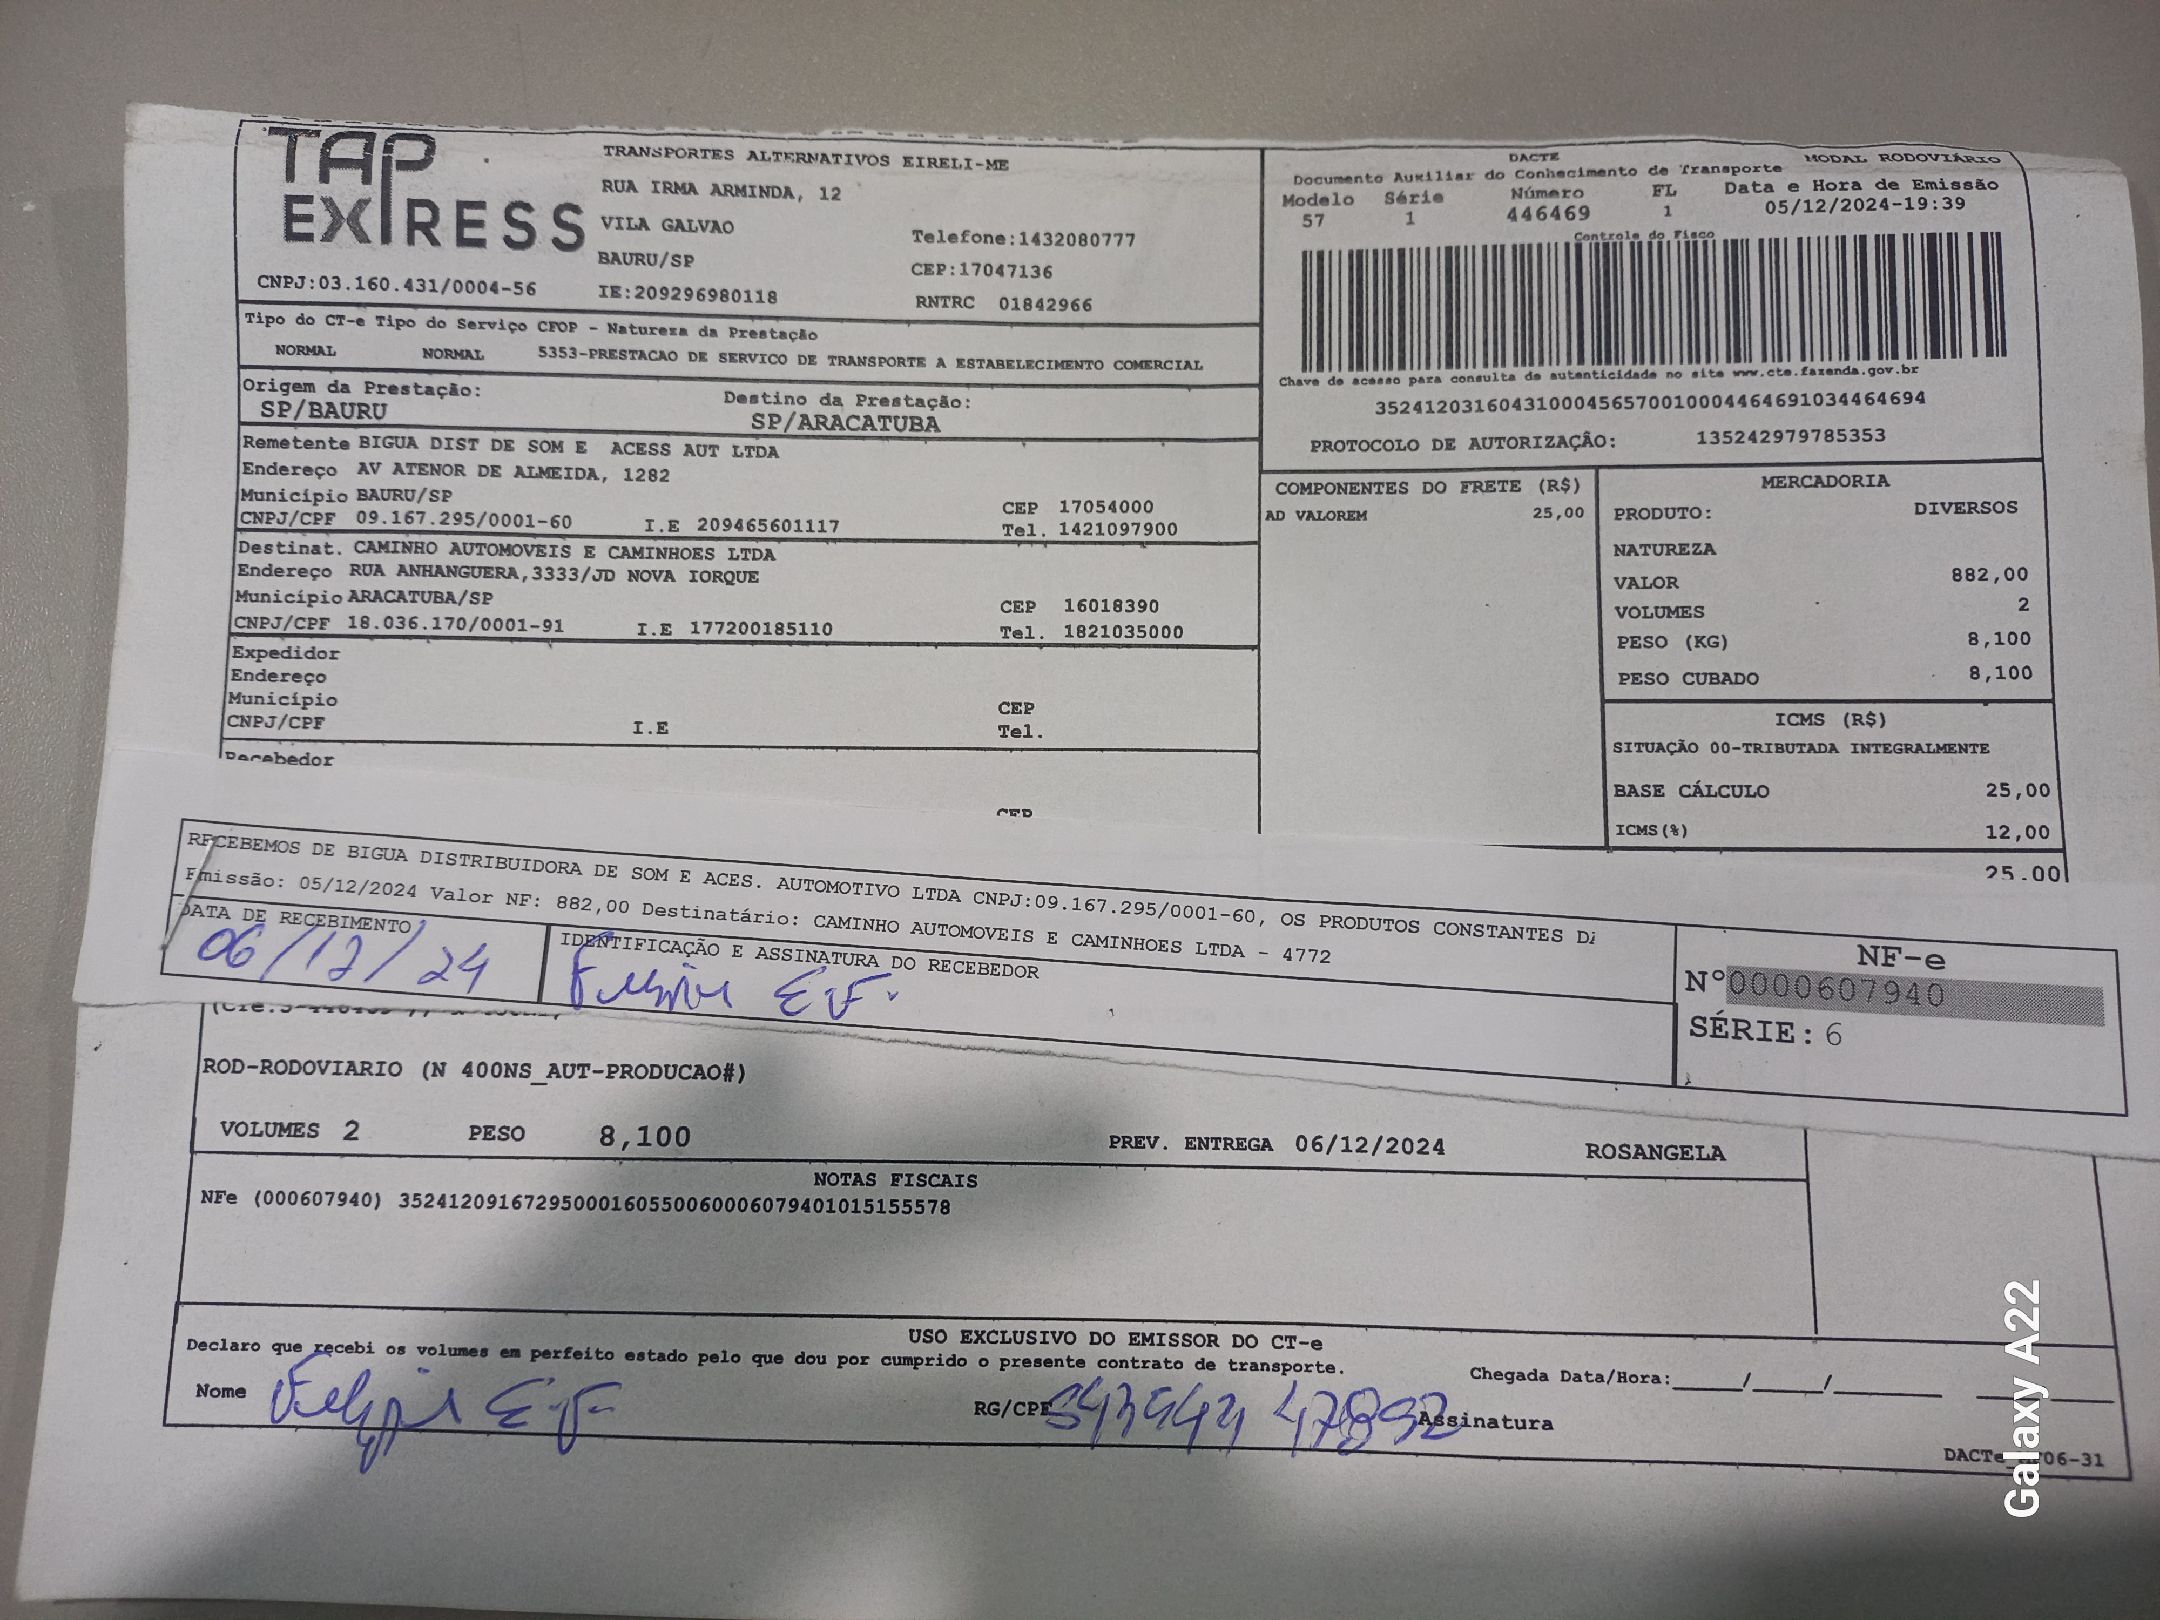 TAP EXPRESS
TRANSPORTES ALTERNATIVOS EIRELI-ME
RUA IRMA ARMINDA, 12
VILA GALVAO
Telefone:1432080777
BAURU/SP
CEP:17047136
CNPJ:03.160.431/0004-56
IE:209296980118
RNTRC 01842966
DACTE
MODAL RODOVIÁRIO
Documento Auxiliar do Conhecimento de Transporte
Modelo Série Número FL Data e Hora de Emissão
57 1 446469 1 05/12/2024-19:39
Controle do Fisco
Chave de acesso para consulta de autenticidade no site www.cte.fazenda.gov.br
35241203160431000456570010004464691034464694
PROTOCOLO DE AUTORIZAÇÃO: 135242979785353
Tipo do CT-e Tipo do Serviço CFOP - Natureza da Prestação
NORMAL NORMAL 5353-PRESTACAO DE SERVICO DE TRANSPORTE A ESTABELECIMENTO COMERCIAL
Origem da Prestação: Destino da Prestação:
SP/BAURU SP/ARACATUBA
Remetente BIGUA DIST DE SOM E ACESS AUT LTDA
Endereço AV ATENOR DE ALMEIDA, 1282
Município BAURU/SP CEP 17054000
CNPJ/CPF 09.167.295/0001-60 I.E 209465601117 Tel. 1421097900
Destinat. CAMINHO AUTOMOVEIS E CAMINHOES LTDA
Endereço RUA ANHANGUERA,3333/JD NOVA IORQUE
Município ARACATUBA/SP CEP 16018390
CNPJ/CPF 18.036.170/0001-91 I.E 177200185110 Tel. 1821035000
Expedidor
Endereço
Município CEP
CNPJ/CPF I.E Tel.
Recebedor
CEP
COMPONENTES DO FRETE (R$)
AD VALOREM 25,00
MERCADORIA
PRODUTO: DIVERSOS
NATUREZA
VALOR 882,00
VOLUMES 2
PESO (KG) 8,100
PESO CUBADO 8,100
ICMS (R$)
SITUAÇÃO 00-TRIBUTADA INTEGRALMENTE
BASE CÁLCULO 25,00
ICMS(%) 12,00
25.00
RECEBEMOS DE BIGUA DISTRIBUIDORA DE SOM E ACES. AUTOMOTIVO LTDA CNPJ:09.167.295/0001-60, OS PRODUTOS CONSTANTES DA
Emissão: 05/12/2024 Valor NF: 882,00 Destinatário: CAMINHO AUTOMOVEIS E CAMINHOES LTDA - 4772
DATA DE RECEBIMENTO
06/12/24
IDENTIFICAÇÃO E ASSINATURA DO RECEBEDOR
NF-e
Nº0000607940
SÉRIE: 6
ROD-RODOVIARIO (N 400NS_AUT-PRODUCAO#)
VOLUMES 2 PESO 8,100 PREV. ENTREGA 06/12/2024 ROSANGELA
NOTAS FISCAIS
NFe (000607940) 35241209167295000160550060006079401015155578
USO EXCLUSIVO DO EMISSOR DO CT-e
Declaro que recebi os volumes em perfeito estado pelo que dou por cumprido o presente contrato de transporte.
Chegada Data/Hora:____/____/______
Nome
RG/CPF
Assinatura
Galaxy A22